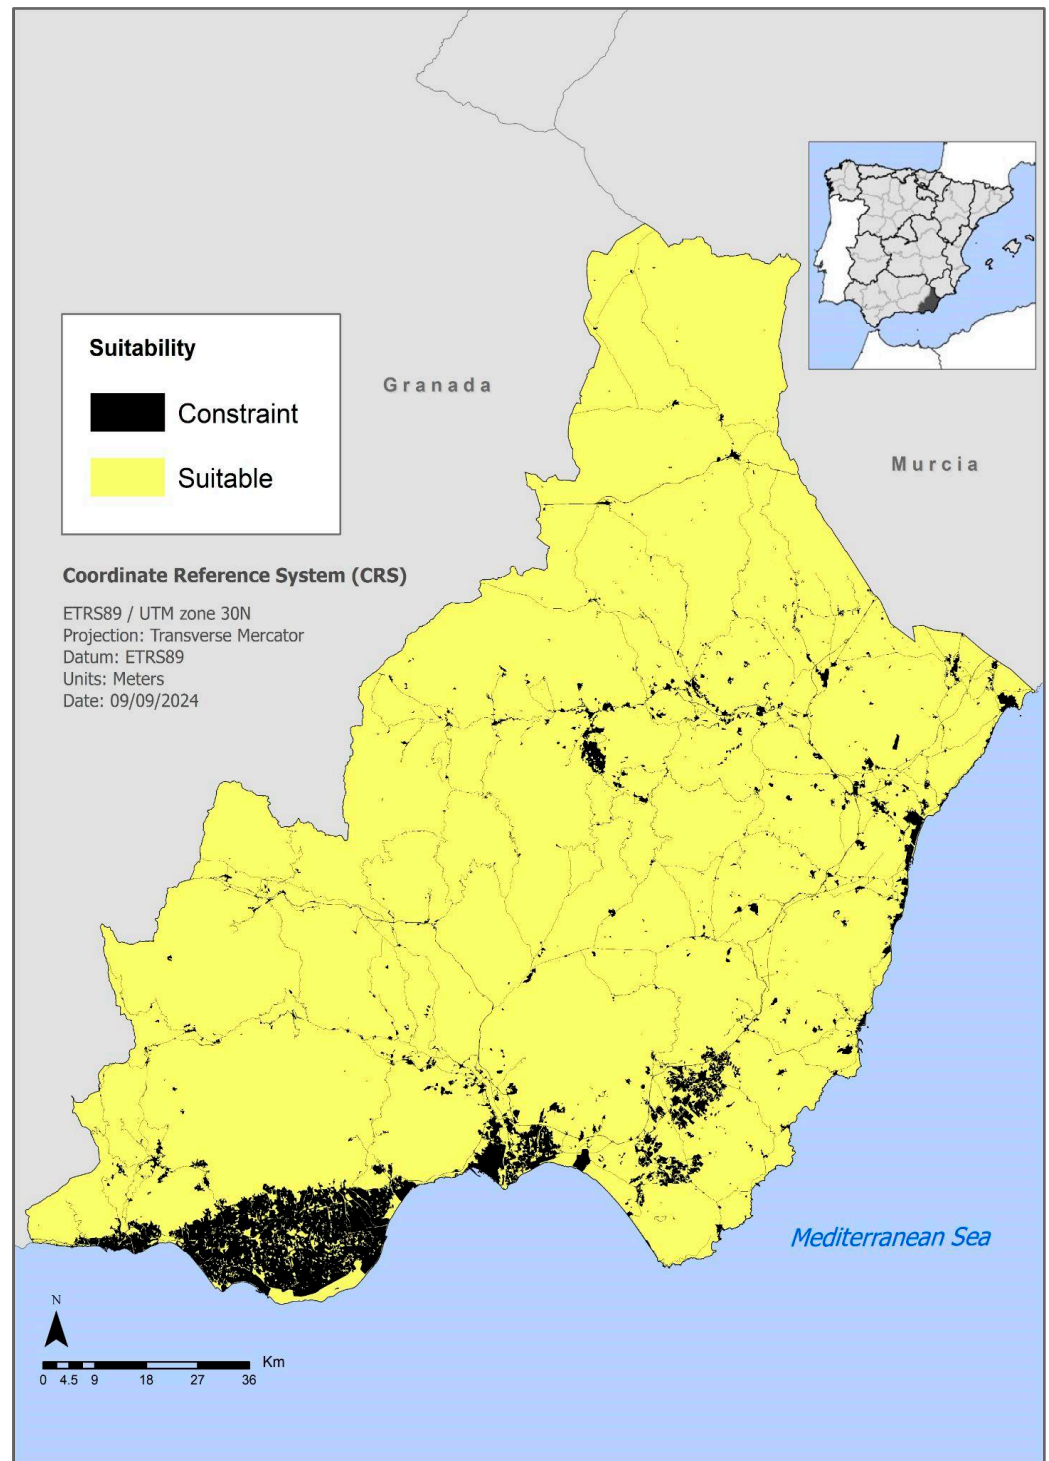 Suitability
Constraint
Suitable
Granada
Murcia
Coordinate Reference System (CRS)
ETRS89 / UTM zone 30N
Projection: Transverse Mercator
Datum: ETRS89
Units: Meters
Date: 09/09/2024
Mediterranean Sea
N
Km
0 4.5 9 18 27 36